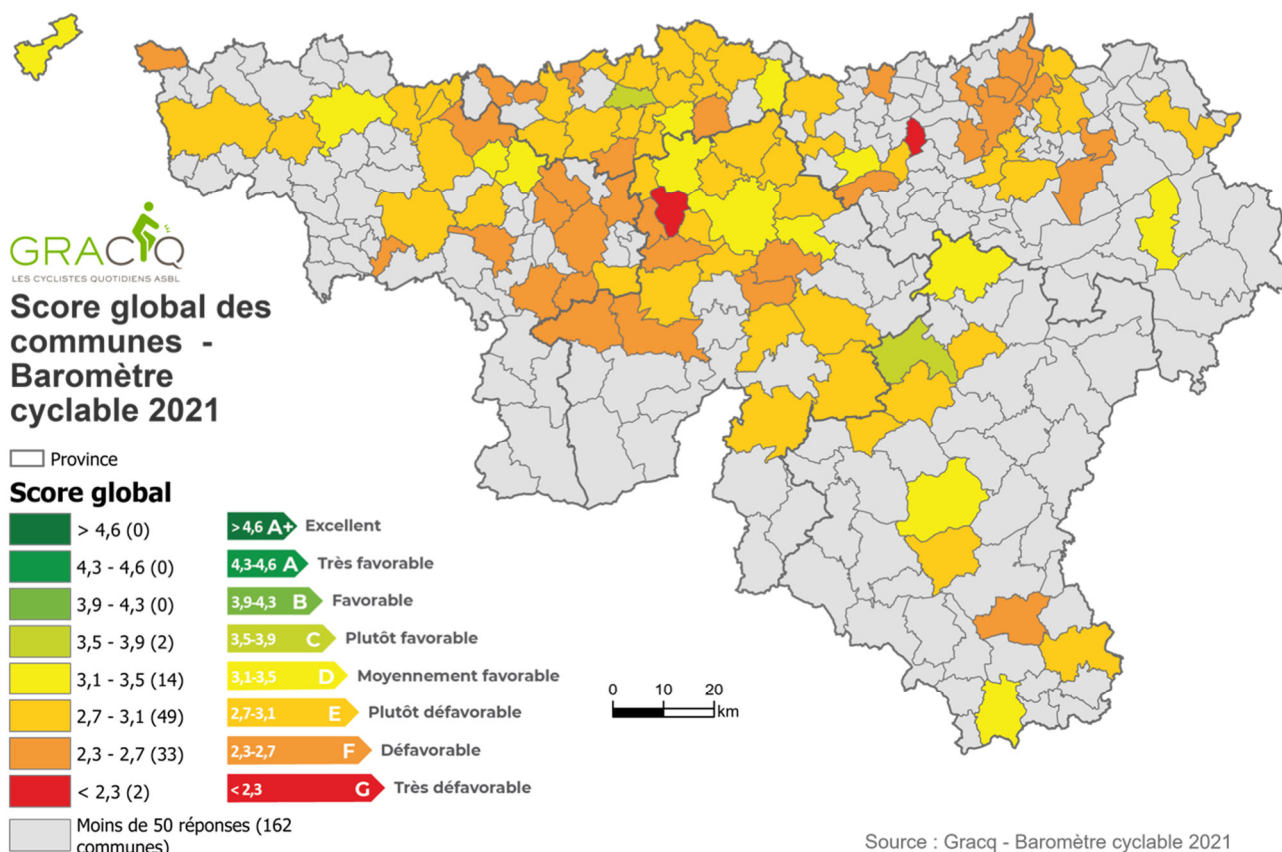 GRACQ
LES CYCLISTES QUOTIDIENS ASBL
Score global des
communes -
Baromètre
cyclable 2021
Province
Score global
> 4,6 (0)
4,3 - 4,6 (0)
3,9 - 4,3 (0)
3,5 - 3,9 (2)
3,1 - 3,5 (14)
2,7 - 3,1 (49)
2,3 - 2,7 (33)
< 2,3 (2)
Moins de 50 réponses (162
communes)
> 4,6 A+ Excellent
4,3-4,6 A Très favorable
3,9-4,3 B Favorable
3,5-3,9 C Plutôt favorable
3,1-3,5 D Moyennement favorable
2,7-3,1 E Plutôt défavorable
2,3-2,7 F Défavorable
< 2,3 G Très défavorable
0 10 20
km
Source : Gracq - Baromètre cyclable 2021